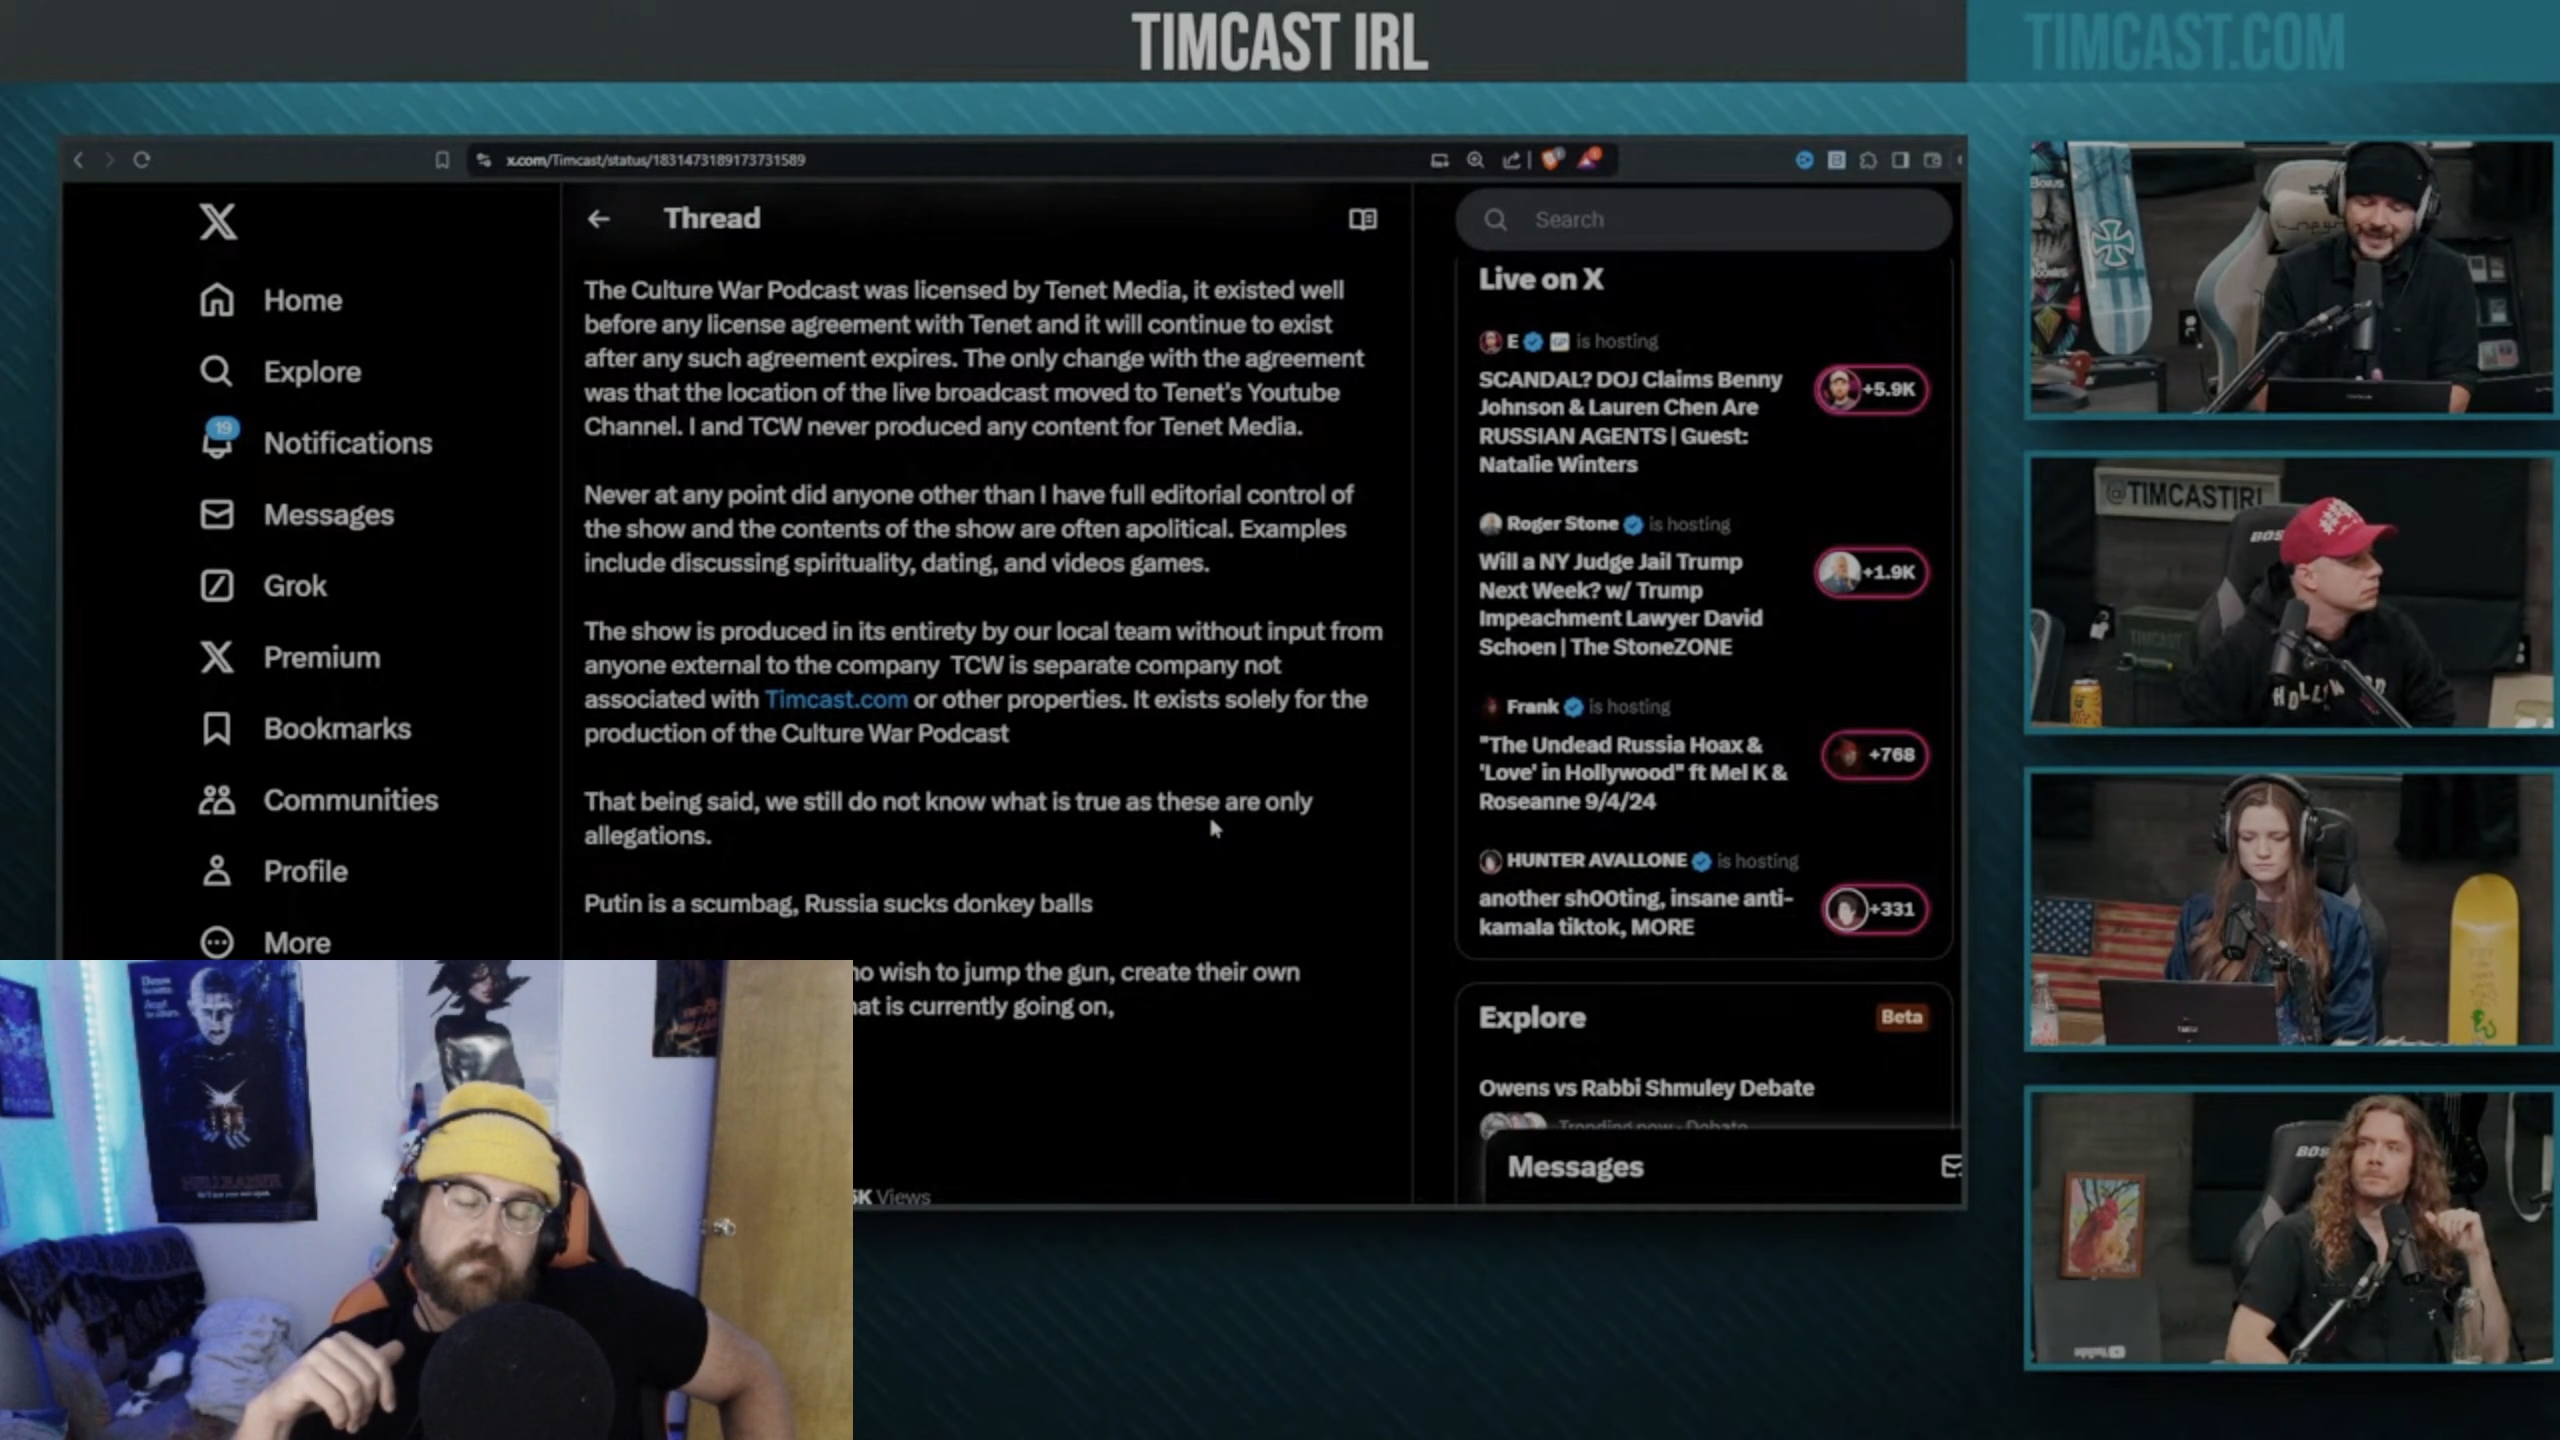 TIMCAST IRL
TIMCAST.COM
x.com/Timcast/status/1831473189173731589
Home
Explore
19
Notifications
Messages
Grok
Premium
Bookmarks
Communities
Profile
More
Thread
The Culture War Podcast was licensed by Tenet Media, it existed well
before any license agreement with Tenet and it will continue to exist
after any such agreement expires. The only change with the agreement
was that the location of the live broadcast moved to Tenet's Youtube
Channel. I and TCW never produced any content for Tenet Media.
Never at any point did anyone other than I have full editorial control of
the show and the contents of the show are often apolitical. Examples
include discussing spirituality, dating, and videos games.
The show is produced in its entirety by our local team without input from
anyone external to the company TCW is separate company not
associated with Timcast.com or other properties. It exists solely for the
production of the Culture War Podcast
That being said, we still do not know what is true as these are only
allegations.
Putin is a scumbag, Russia sucks donkey balls
wish to jump the gun, create their own
is currently going on,
5K Views
Search
Live on X
E is hosting
SCANDAL? DOJ Claims Benny
Johnson & Lauren Chen Are
RUSSIAN AGENTS | Guest:
Natalie Winters
+5.9K
Roger Stone is hosting
Will a NY Judge Jail Trump
Next Week? w/ Trump
Impeachment Lawyer David
Schoen | The StoneZONE
+1.9K
Frank is hosting
"The Undead Russia Hoax &
'Love' in Hollywood" ft Mel K &
Roseanne 9/4/24
+768
HUNTER AVALLONE is hosting
another sh00ting, insane anti-
kamala tiktok, MORE
+331
Explore
Beta
Owens vs Rabbi Shmuley Debate
Trending now · Debate
Messages
@TIMCASTIRL
TIMCAST
HELLRAISER
YouTube